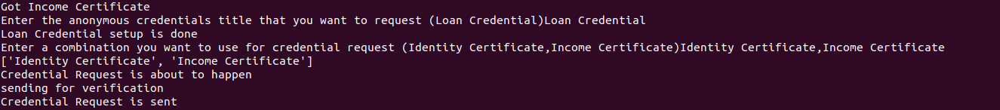 Got Income Certificate
Enter the anonymous credentials title that you want to request (Loan Credential)Loan Credential
Loan Credential setup is done
Enter a combination you want to use for credential request (Identity Certificate,Income Certificate)Identity Certificate,Income Certificate
['Identity Certificate', 'Income Certificate']
Credential Request is about to happen
sending for verification
Credential Request is sent